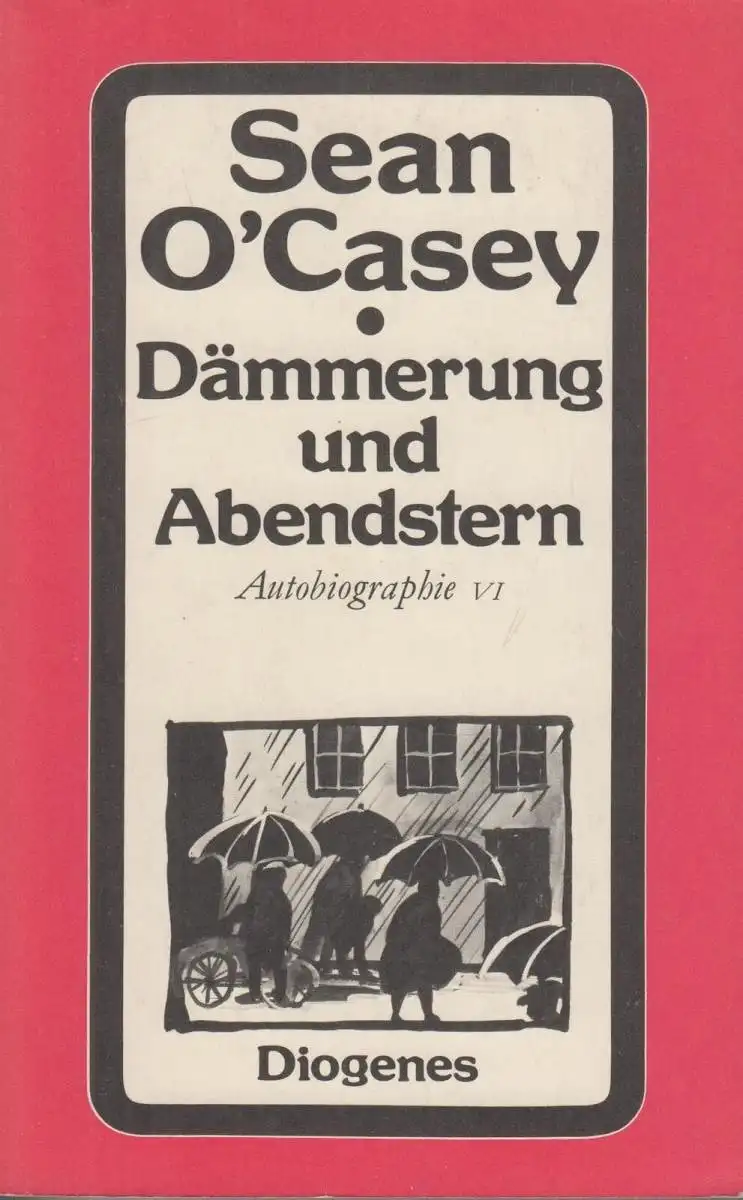 Sean
O'Casey
•
Dämmerung
und
Abendstern
Autobiographie VI
Diogenes